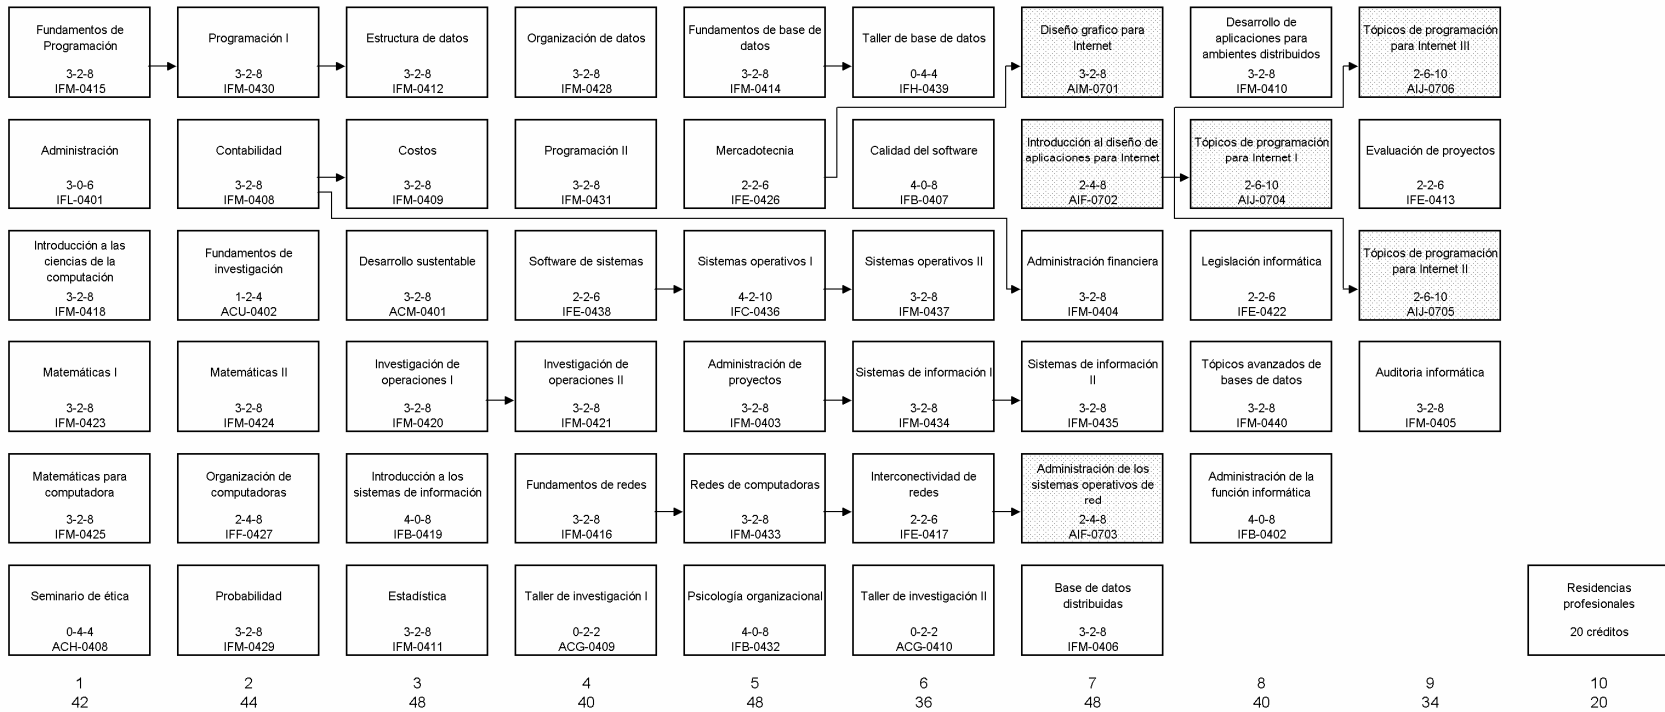 Fundamentos de
Programación
3-2-8
IFM-0415
Programación I
3-2-8
IFM-0430
Estructura de datos
3-2-8
IFM-0412
Organización de datos
3-2-8
IFM-0428
Fundamentos de base de
datos
3-2-8
IFM-0414
Taller de base de datos
0-4-4
IFH-0439
Diseño grafico para
Internet
3-2-8
AIM-0701
Desarrollo de
aplicaciones para
ambientes distribuidos
3-2-8
IFM-0410
Tópicos de programación
para Internet III
2-6-10
AIJ-0706
Administración
3-0-6
IFL-0401
Contabilidad
3-2-8
IFM-0408
Costos
3-2-8
IFM-0409
Programación II
3-2-8
IFM-0431
Mercadotecnia
2-2-6
IFE-0426
Calidad del software
4-0-8
IFB-0407
Introducción al diseño de
aplicaciones para Internet
2-4-8
AIF-0702
Tópicos de programación
para Internet I
2-6-10
AIJ-0704
Evaluación de proyectos
2-2-6
IFE-0413
Introducción a las
ciencias de la
computación
3-2-8
IFM-0418
Fundamentos de
investigación
1-2-4
ACU-0402
Desarrollo sustentable
3-2-8
ACM-0401
Software de sistemas
2-2-6
IFE-0438
Sistemas operativos I
4-2-10
IFC-0436
Sistemas operativos II
3-2-8
IFM-0437
Administración financiera
3-2-8
IFM-0404
Legislación informática
2-2-6
IFE-0422
Tópicos de programación
para Internet II
2-6-10
AIJ-0705
Matemáticas I
3-2-8
IFM-0423
Matemáticas II
3-2-8
IFM-0424
Investigación de
operaciones I
3-2-8
IFM-0420
Investigación de
operaciones II
3-2-8
IFM-0421
Administración de
proyectos
3-2-8
IFM-0403
Sistemas de información I
3-2-8
IFM-0434
Sistemas de información
II
3-2-8
IFM-0435
Tópicos avanzados de
bases de datos
3-2-8
IFM-0440
Auditoria informática
3-2-8
IFM-0405
Matemáticas para
computadora
3-2-8
IFM-0425
Organización de
computadoras
2-4-8
IFF-0427
Introducción a los
sistemas de información
4-0-8
IFB-0419
Fundamentos de redes
3-2-8
IFM-0416
Redes de computadoras
3-2-8
IFM-0433
Interconectividad de
redes
2-2-6
IFE-0417
Administración de los
sistemas operativos de
red
2-4-8
AIF-0703
Administración de la
función informática
4-0-8
IFB-0402
Seminario de ética
0-4-4
ACH-0408
Probabilidad
3-2-8
IFM-0429
Estadística
3-2-8
IFM-0411
Taller de investigación I
0-2-2
ACG-0409
Psicología organizacional
4-0-8
IFB-0432
Taller de investigación II
0-2-2
ACG-0410
Base de datos
distribuidas
3-2-8
IFM-0406
Residencias
profesionales
20 créditos
1 2 3 4 5 6 7 8 9 10
42 44 48 40 48 36 48 40 34 20